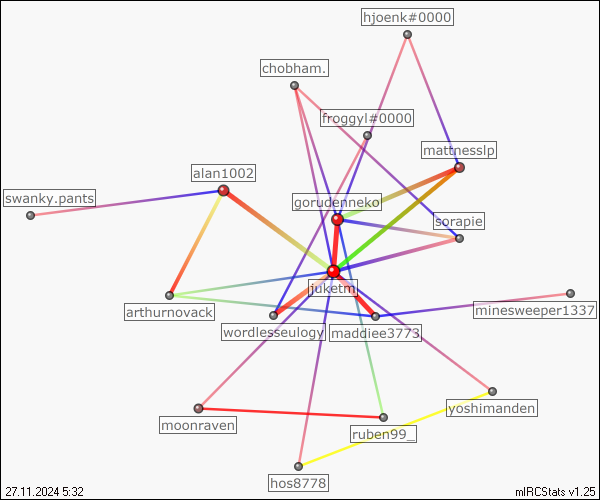 hjoenk#0000
chobham.
froggyl#0000
mattnesslp
alan1002
swanky.pants
gorudenneko
sorapie
juketm
arthurnovack
minesweeper1337
wordlesseulogy
maddiee3773
yoshimanden
moonraven
ruben99_
hos8778
27.11.2024 5:32
mIRCStats v1.25